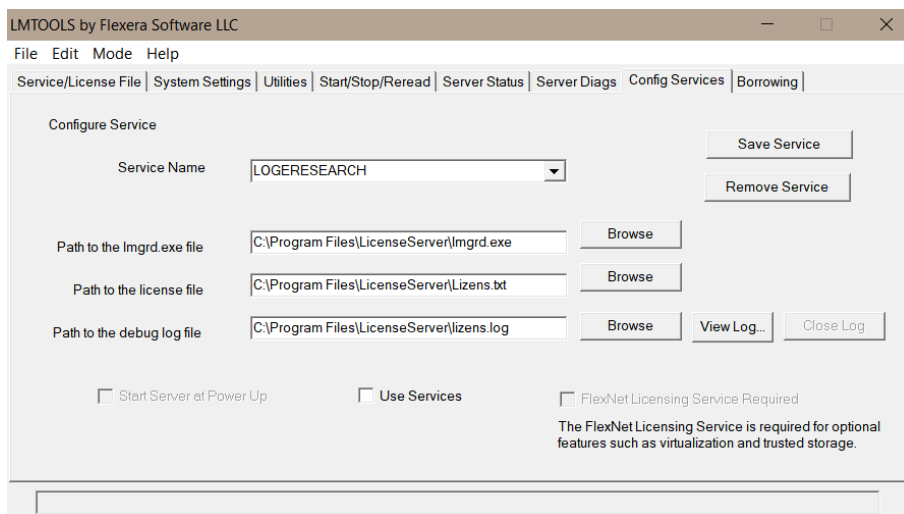 LMTOOLS by Flexera Software LLC
File Edit Mode Help
Service/License File System Settings Utilities Start/Stop/Reread Server Status Server Diags Config Services Borrowing
Configure Service
Save Service
Service Name LOGERESEARCH
Remove Service
Path to the lmgrd.exe file C:\Program Files\LicenseServer\lmgrd.exe Browse
Path to the license file C:\Program Files\LicenseServer\Lizens.txt Browse
Path to the debug log file C:\Program Files\LicenseServer\lizens.log Browse View Log... Close Log
Start Server at Power Up Use Services FlexNet Licensing Service Required
The FlexNet Licensing Service is required for optional
features such as virtualization and trusted storage.